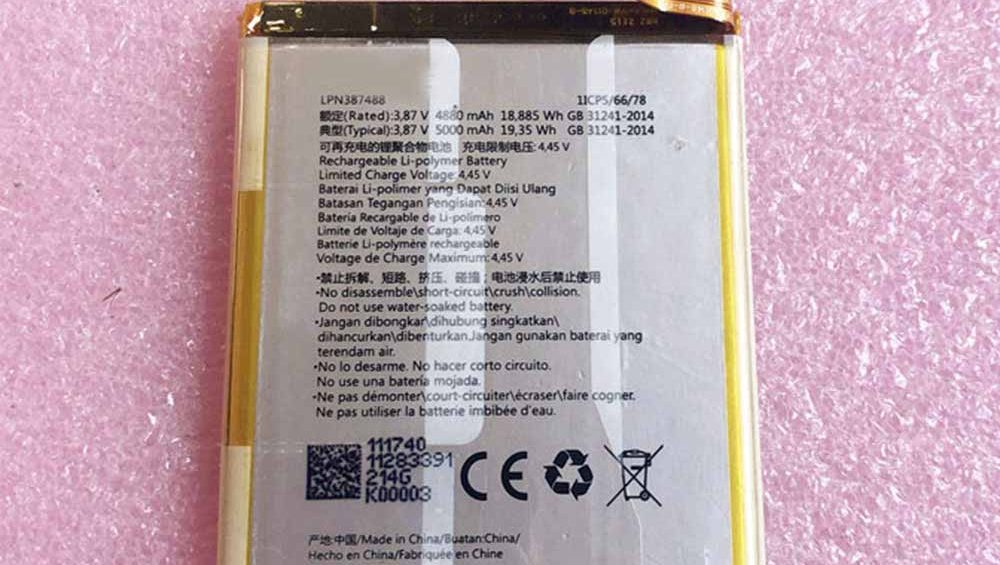 LPN387488 1ICP5/66/78
额定(Rated):3,87 V 4880 mAh 18,885 Wh GB 31241-2014
典型(Typical):3,87 V 5000 mAh 19,35 Wh GB 31241-2014
可再充电的锂聚合物电池 充电限制电压:4,45 V
Rechargeable Li-polymer Battery
Limited Charge Voltage: 4,45 V
Baterai Li-polimer yang Dapat Diisi Ulang
Batasan Tegangan Pengisian: 4,45 V
Batería Recargable de Li-polímero
Limite de Voltaje de Carga: 4,45 V
Batterie Li-polymère rechargeable
Voltage de Charge Maximum: 4,45 V
•禁止拆解、短路、挤压、碰撞；电池浸水后禁止使用
•No disassemble\short-circuit\crush\collision.
Do not use water-soaked battery.
•Jangan dibongkar\dihubung singkatkan\
dihancurkan\dibenturkan.Jangan gunakan baterai yang
terendam air.
•No lo desarme. No hacer corto circuito.
No use una batería mojada.
•Ne pas démonter\court-circuiter\écraser\faire cogner.
Ne pas utiliser la batterie imbibée d'eau.
111740
11283391
214G
K00003
CE
产地:中国/Made in China/Buatan:China/
Hecho en China/Fabriquée en Chine